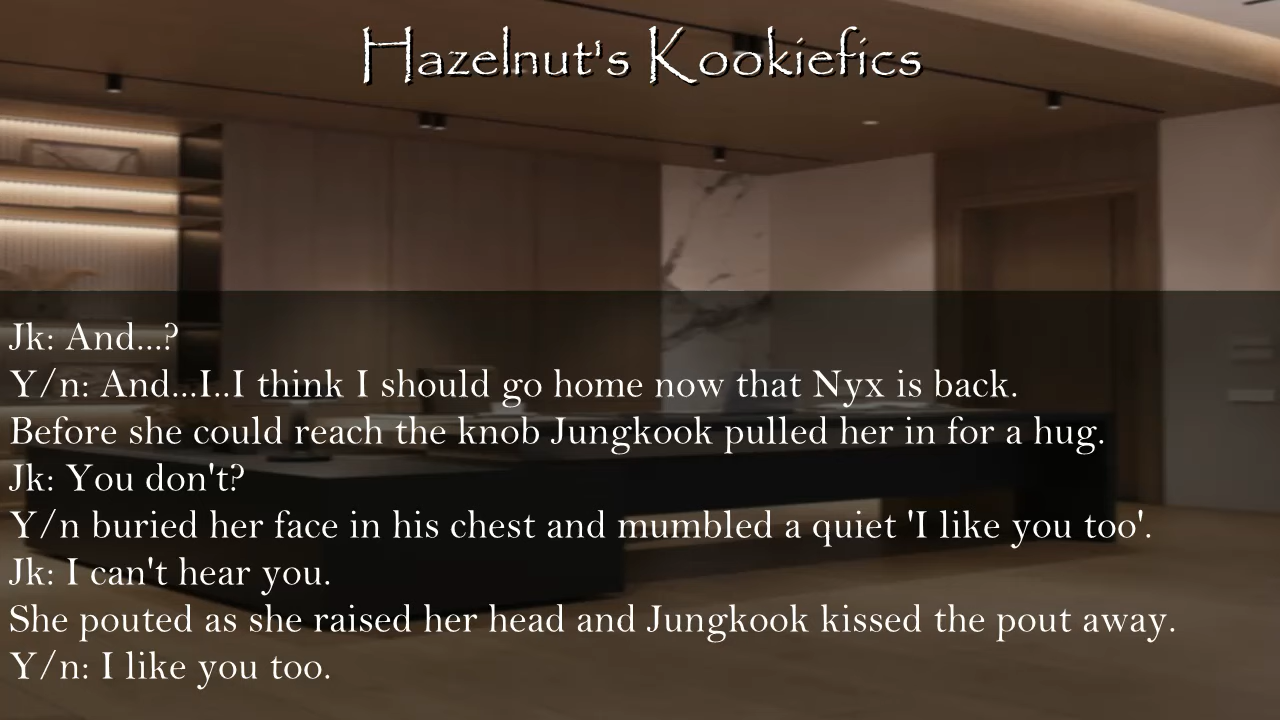 Hazelnut's Kookiefics
Jk: And...?
Y/n: And...I..I think I should go home now that Nyx is back.
Before she could reach the knob Jungkook pulled her in for a hug.
Jk: You don't?
Y/n buried her face in his chest and mumbled a quiet 'I like you too'.
Jk: I can't hear you.
She pouted as she raised her head and Jungkook kissed the pout away.
Y/n: I like you too.